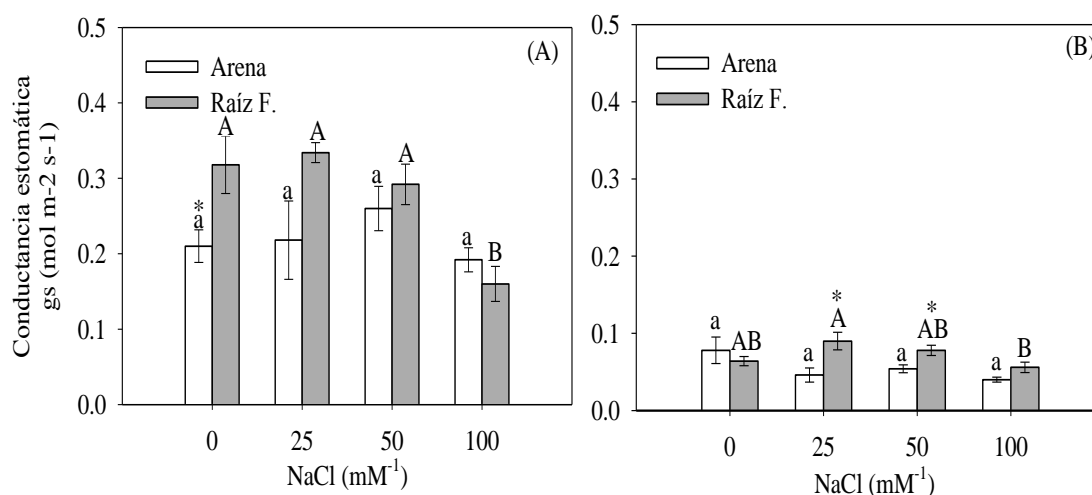 Conductancia estomática
gs (mol m-2 s-1)
0.5
0.4
0.3
0.2
0.1
0.0
(A)
Arena
Raíz F.
*
a
A
a
A
a
A
a
B
0
25
50
100
NaCl (mM⁻¹)
0.5
0.4
0.3
0.2
0.1
0.0
(B)
Arena
Raíz F.
a
AB
a
*
A
a
*
AB
a
B
0
25
50
100
NaCl (mM⁻¹)